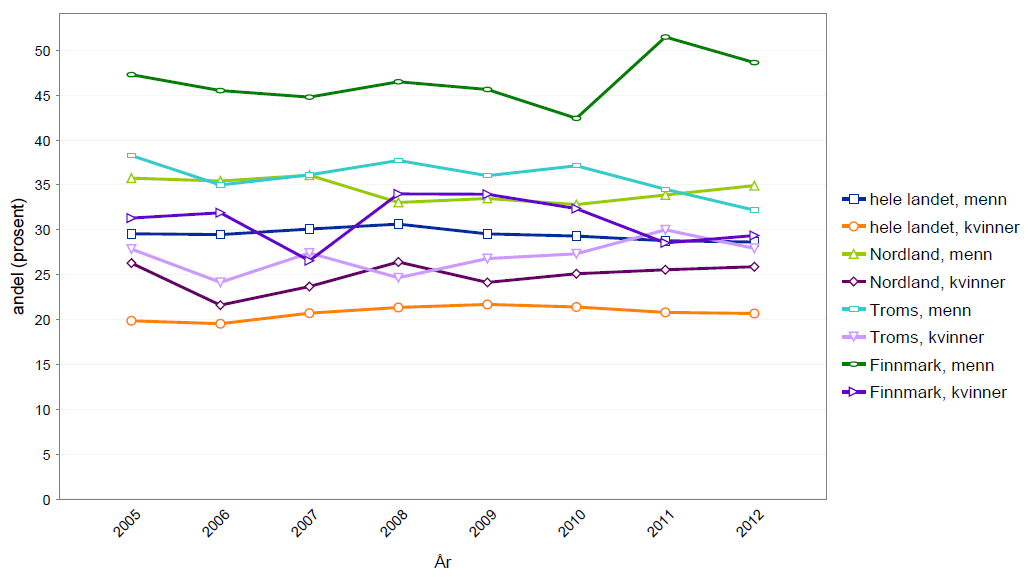 andel (prosent)
50
45
40
35
30
25
20
15
10
5
0
2005
2006
2007
2008
2009
2010
2011
2012
År
hele landet, menn
hele landet, kvinner
Nordland, menn
Nordland, kvinner
Troms, menn
Troms, kvinner
Finnmark, menn
Finnmark, kvinner